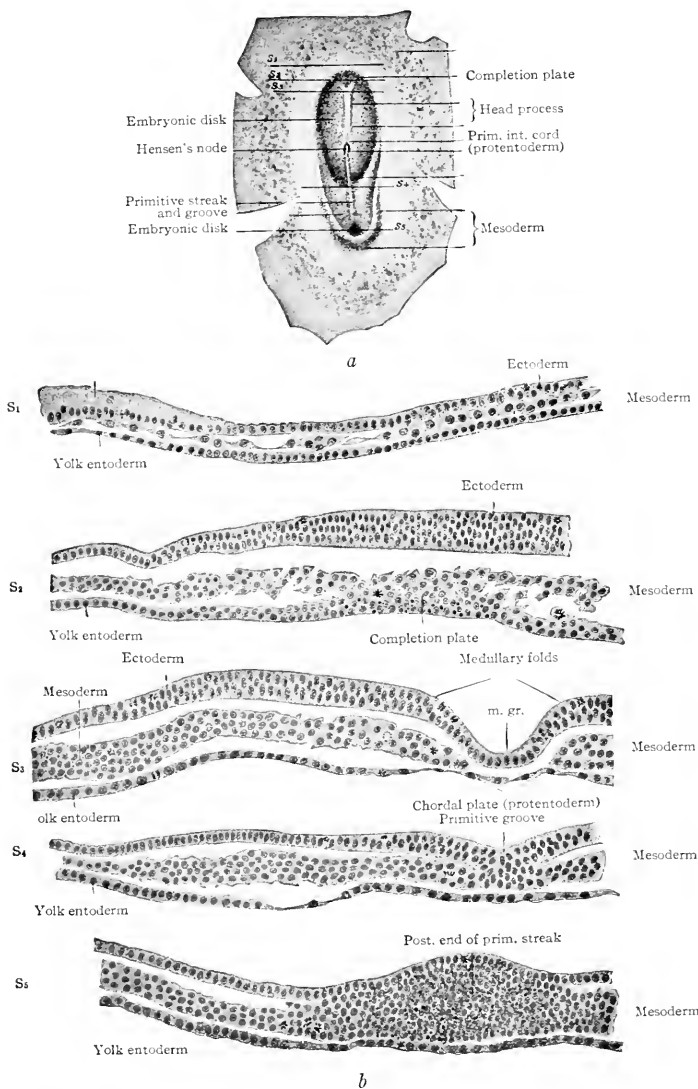 S1
S2
S3
Completion plate
Head process
Embryonic disk
Prim. int. cord
(protentoderm)
Hensen's node
S4
Primitive streak
and groove
Embryonic disk
S5
Mesoderm
a
S1
Ectoderm
Mesoderm
Yolk entoderm
Ectoderm
S2
Mesoderm
Yolk entoderm
Completion plate
Ectoderm
Medullary folds
Mesoderm
m. gr.
S3
Mesoderm
olk entoderm
Chordal plate (protentoderm)
Primitive groove
S4
Mesoderm
Yolk entoderm
Post. end of prim. streak
S5
Mesoderm
Yolk entoderm
b